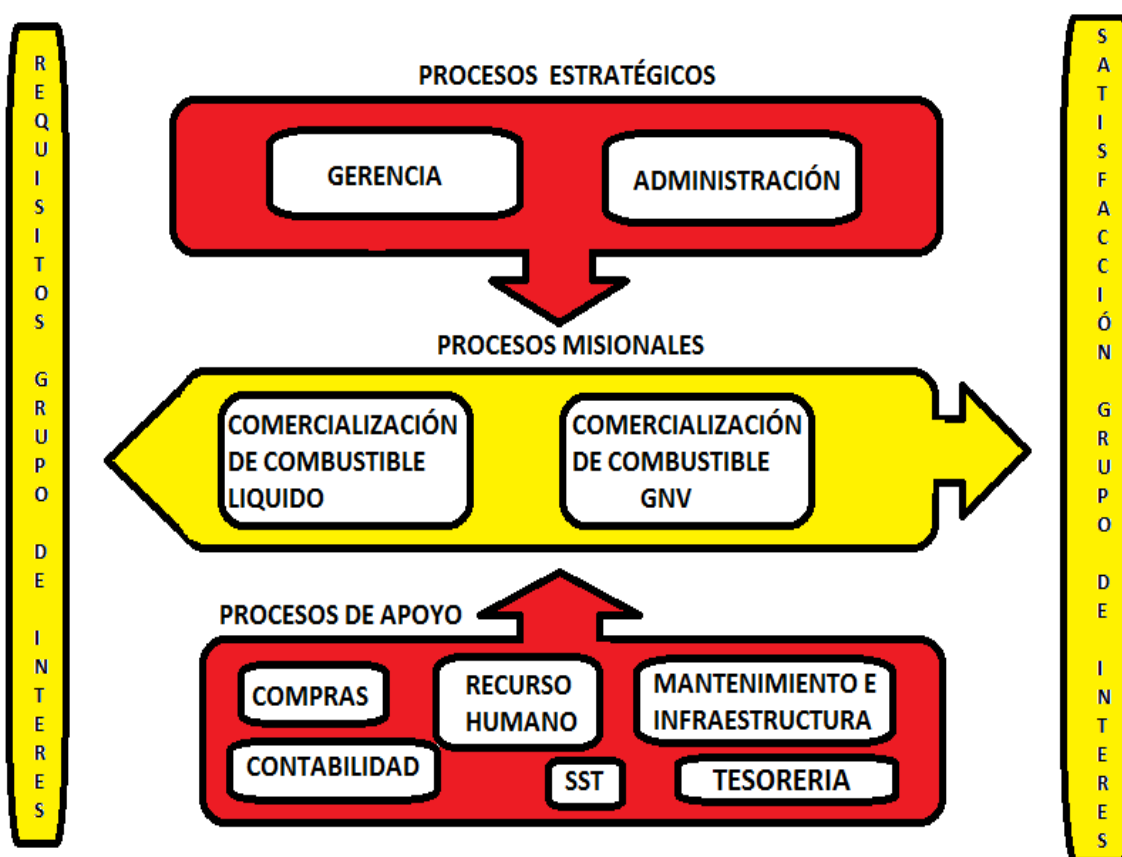 REQUISITOS GRUPO DE INTERES
PROCESOS ESTRATÉGICOS
GERENCIA
ADMINISTRACIÓN
PROCESOS MISIONALES
COMERCIALIZACIÓN
DE COMBUSTIBLE
LIQUIDO
COMERCIALIZACIÓN
DE COMBUSTIBLE
GNV
PROCESOS DE APOYO
COMPRAS
RECURSO
HUMANO
MANTENIMIENTO E
INFRAESTRUCTURA
CONTABILIDAD
SST
TESORERIA
SATISFACCIÓN GRUPO DE INTERES